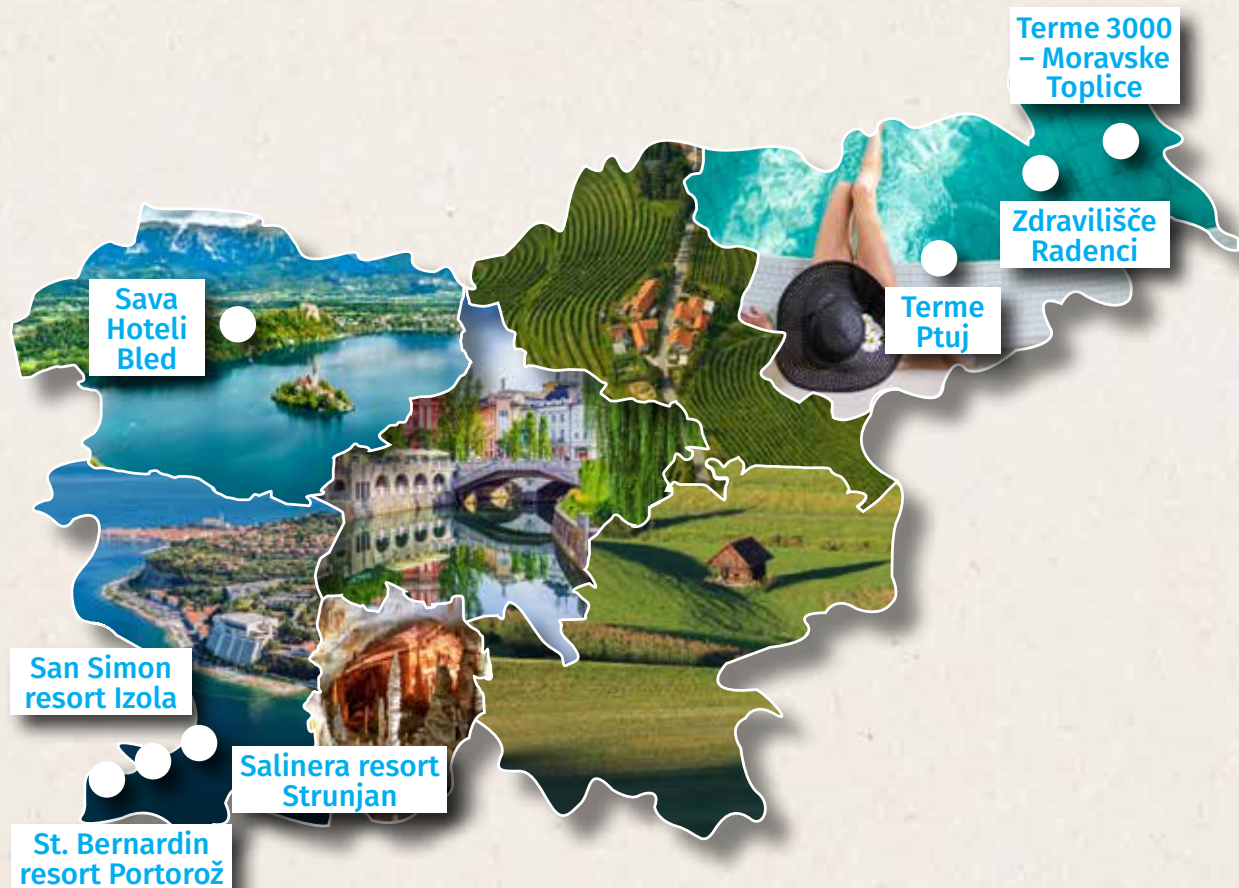 Terme 3000
– Moravske
Toplice
Zdravilišče
Radenci
Terme
Ptuj
Sava
Hoteli
Bled
San Simon
resort Izola
Salinera resort
Strunjan
St. Bernardin
resort Portorož